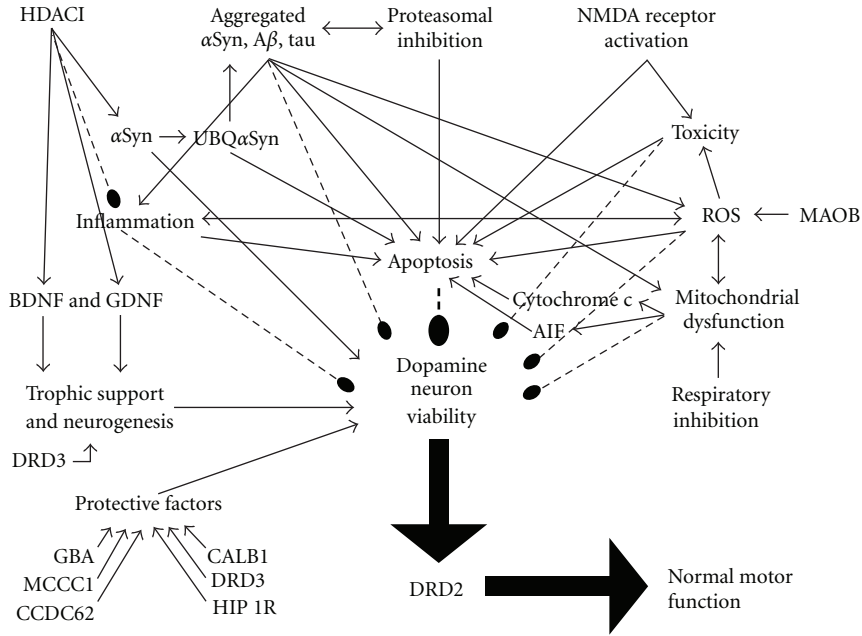 HDACI
Aggregated
αSyn, Aβ, tau
Proteasomal
inhibition
NMDA receptor
activation
αSyn
UBQαSyn
Toxicity
Inflammation
ROS
MAOB
Apoptosis
BDNF and GDNF
Cytochrome c
AIF
Mitochondrial
dysfunction
Dopamine
neuron
viability
Trophic support
and neurogenesis
Respiratory
inhibition
DRD3
Protective factors
GBA
MCCC1
CCDC62
CALB1
DRD3
HIP 1R
DRD2
Normal motor
function